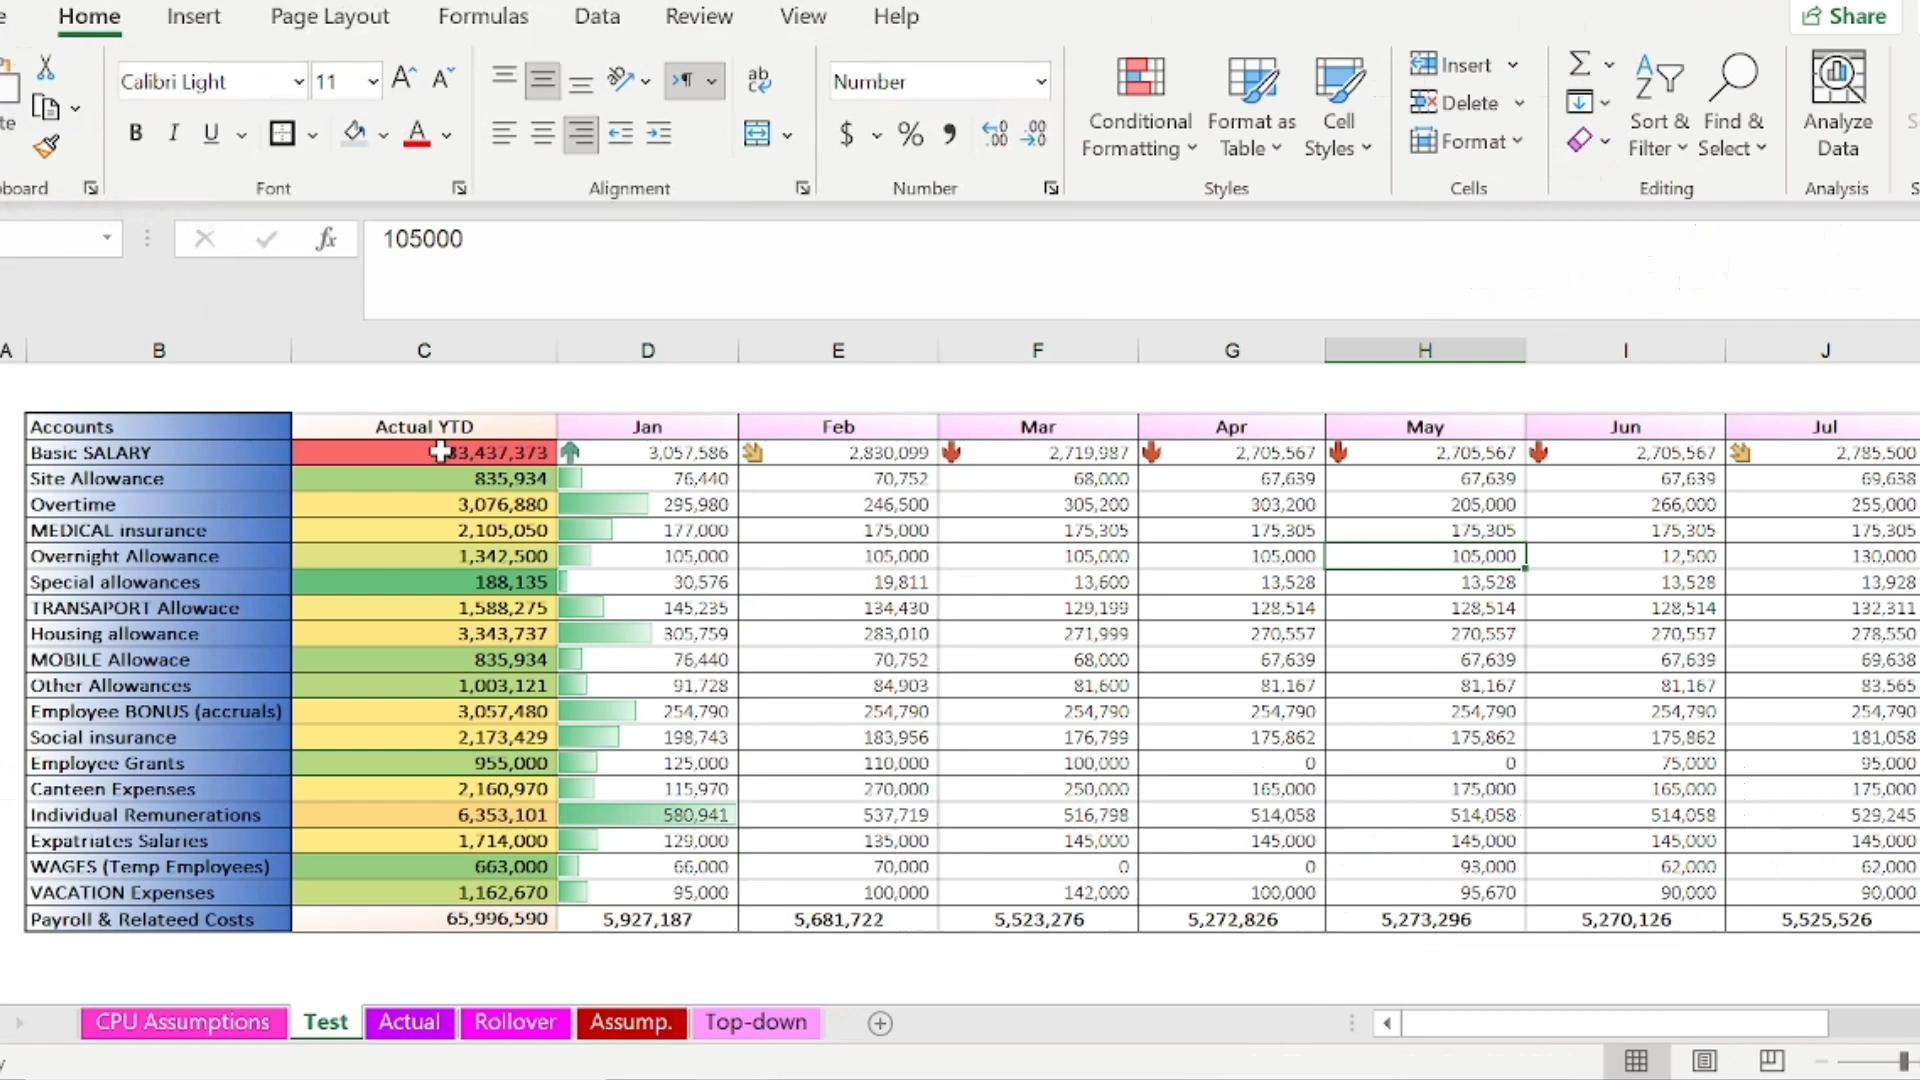 Home Insert Page Layout Formulas Data Review View Help Share
Calibri Light 11 A A ab Number Insert Σ A Z
Conditional Format as Cell Delete Sort & Find & Analyze
B I U A $ % Formatting Table Styles Format Filter Select Data
Font Alignment Number Styles Cells Editing Analysis
fx 105000
A B C D E F G H I J
Accounts Actual YTD Jan Feb Mar Apr May Jun Jul
Basic SALARY 3,057,586 2,830,099 2,719,987 2,705,567 2,705,567 2,705,567 2,785,500
Site Allowance 835,934 76,440 70,752 68,000 67,639 67,639 67,639 69,638
Overtime 3,076,880 295,980 246,500 305,200 303,200 205,000 266,000 255,000
MEDICAL insurance 2,105,050 177,000 175,000 175,305 175,305 175,305 175,305 175,305
Overnight Allowance 1,342,500 105,000 105,000 105,000 105,000 105,000 12,500 130,000
Special allowances 188,135 30,576 19,811 13,600 13,528 13,528 13,528 13,928
TRANSAPORT Allowace 1,588,275 145,235 134,430 129,199 128,514 128,514 128,514 132,311
Housing allowance 3,343,737 305,759 283,010 271,999 270,557 270,557 270,557 278,550
MOBILE Allowace 835,934 76,440 70,752 68,000 67,639 67,639 67,639 69,638
Other Allowances 1,003,121 91,728 84,903 81,600 81,167 81,167 81,167 83,565
Employee BONUS (accruals) 3,057,480 254,790 254,790 254,790 254,790 254,790 254,790 254,790
Social insurance 2,173,429 198,743 183,956 176,799 175,862 175,862 175,862 181,058
Employee Grants 955,000 125,000 110,000 100,000 0 0 75,000 95,000
Canteen Expenses 2,160,970 115,970 270,000 250,000 165,000 175,000 165,000 175,000
Individual Remunerations 6,353,101 580,941 537,719 516,798 514,058 514,058 514,058 529,245
Expatriates Salaries 1,714,000 129,000 135,000 145,000 145,000 145,000 145,000 145,000
WAGES (Temp Employees) 663,000 66,000 70,000 0 0 93,000 62,000 62,000
VACATION Expenses 1,162,670 95,000 100,000 142,000 100,000 95,670 90,000 90,000
Payroll & Relateed Costs 65,996,590 5,927,187 5,681,722 5,523,276 5,272,826 5,273,296 5,270,126 5,525,526
CPU Assumptions Test Actual Rollover Assump. Top-down